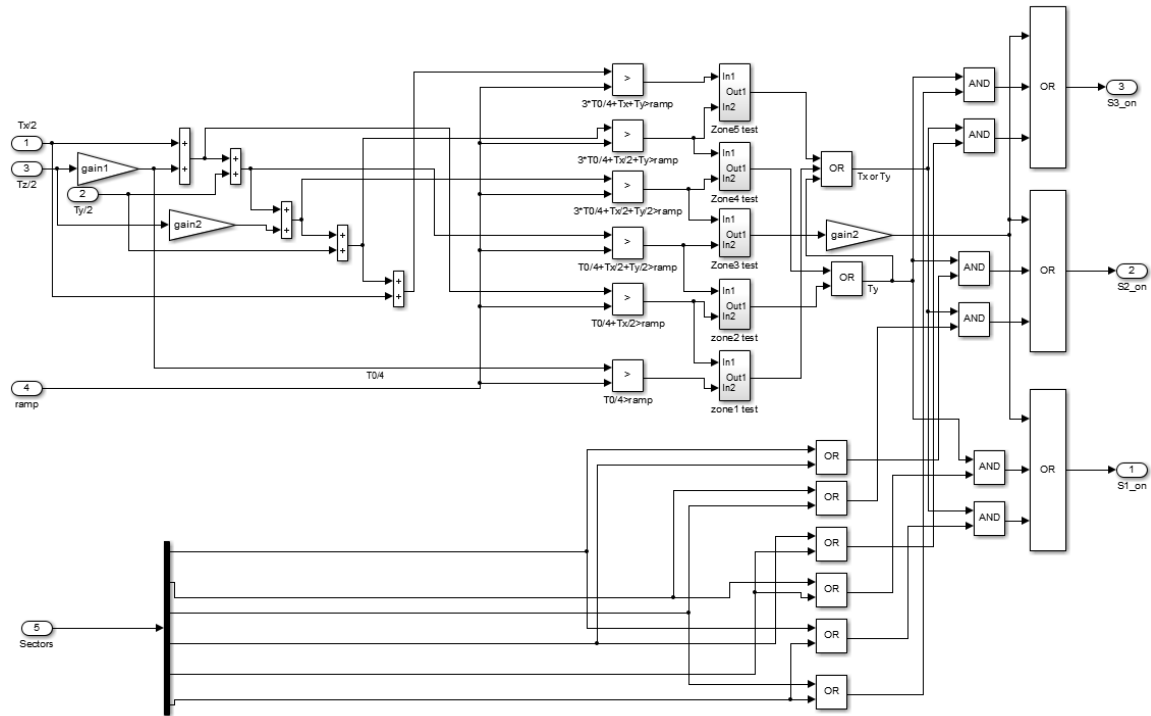 Tx/2
1
3
Tz/2
gain1
2
Ty/2
gain2
4
ramp
T0/4
+
+
+
+
+
+
+
+
+
+
>
3*T0/4+Tx+Ty>ramp
>
3*T0/4+Tx/2+Ty>ramp
>
3*T0/4+Tx/2+Ty/2>ramp
>
T0/4+Tx/2+Ty/2>ramp
>
T0/4+Tx/2>ramp
>
T0/4>ramp
In1
Out1
In2
Zone5 test
In1
Out1
In2
Zone4 test
In1
Out1
In2
Zone3 test
In1
Out1
In2
zone2 test
In1
Out1
In2
zone1 test
OR
Tx or Ty
gain2
OR
Ty
AND
AND
OR
3
S3_on
AND
AND
OR
2
S2_on
AND
AND
OR
1
S1_on
OR
OR
OR
OR
OR
OR
5
Sectors